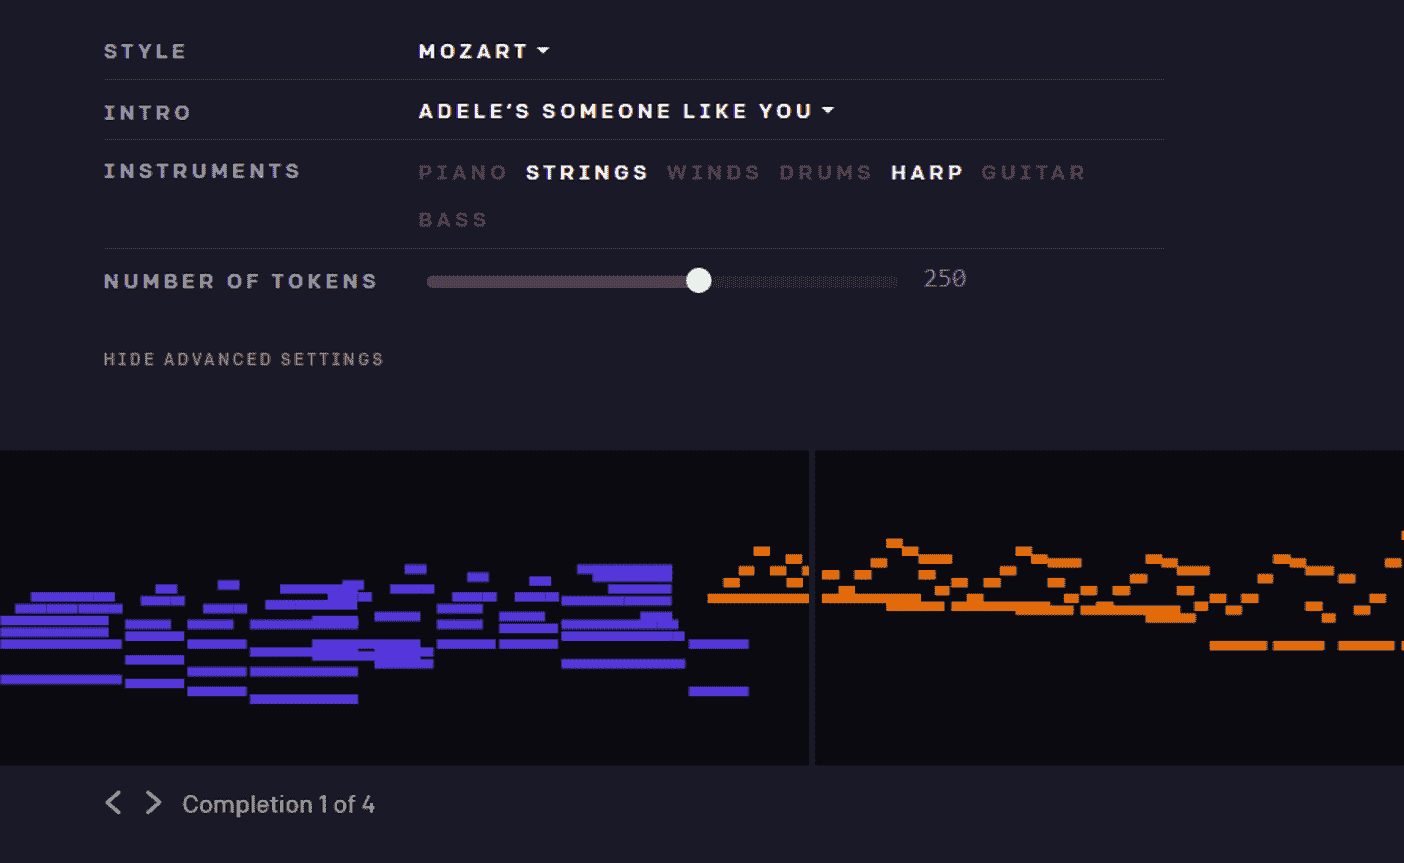 STYLE MOZART
INTRO ADELE'S SOMEONE LIKE YOU
INSTRUMENTS PIANO STRINGS WINDS DRUMS HARP GUITAR
BASS
NUMBER OF TOKENS 250
HIDE ADVANCED SETTINGS
Completion 1 of 4